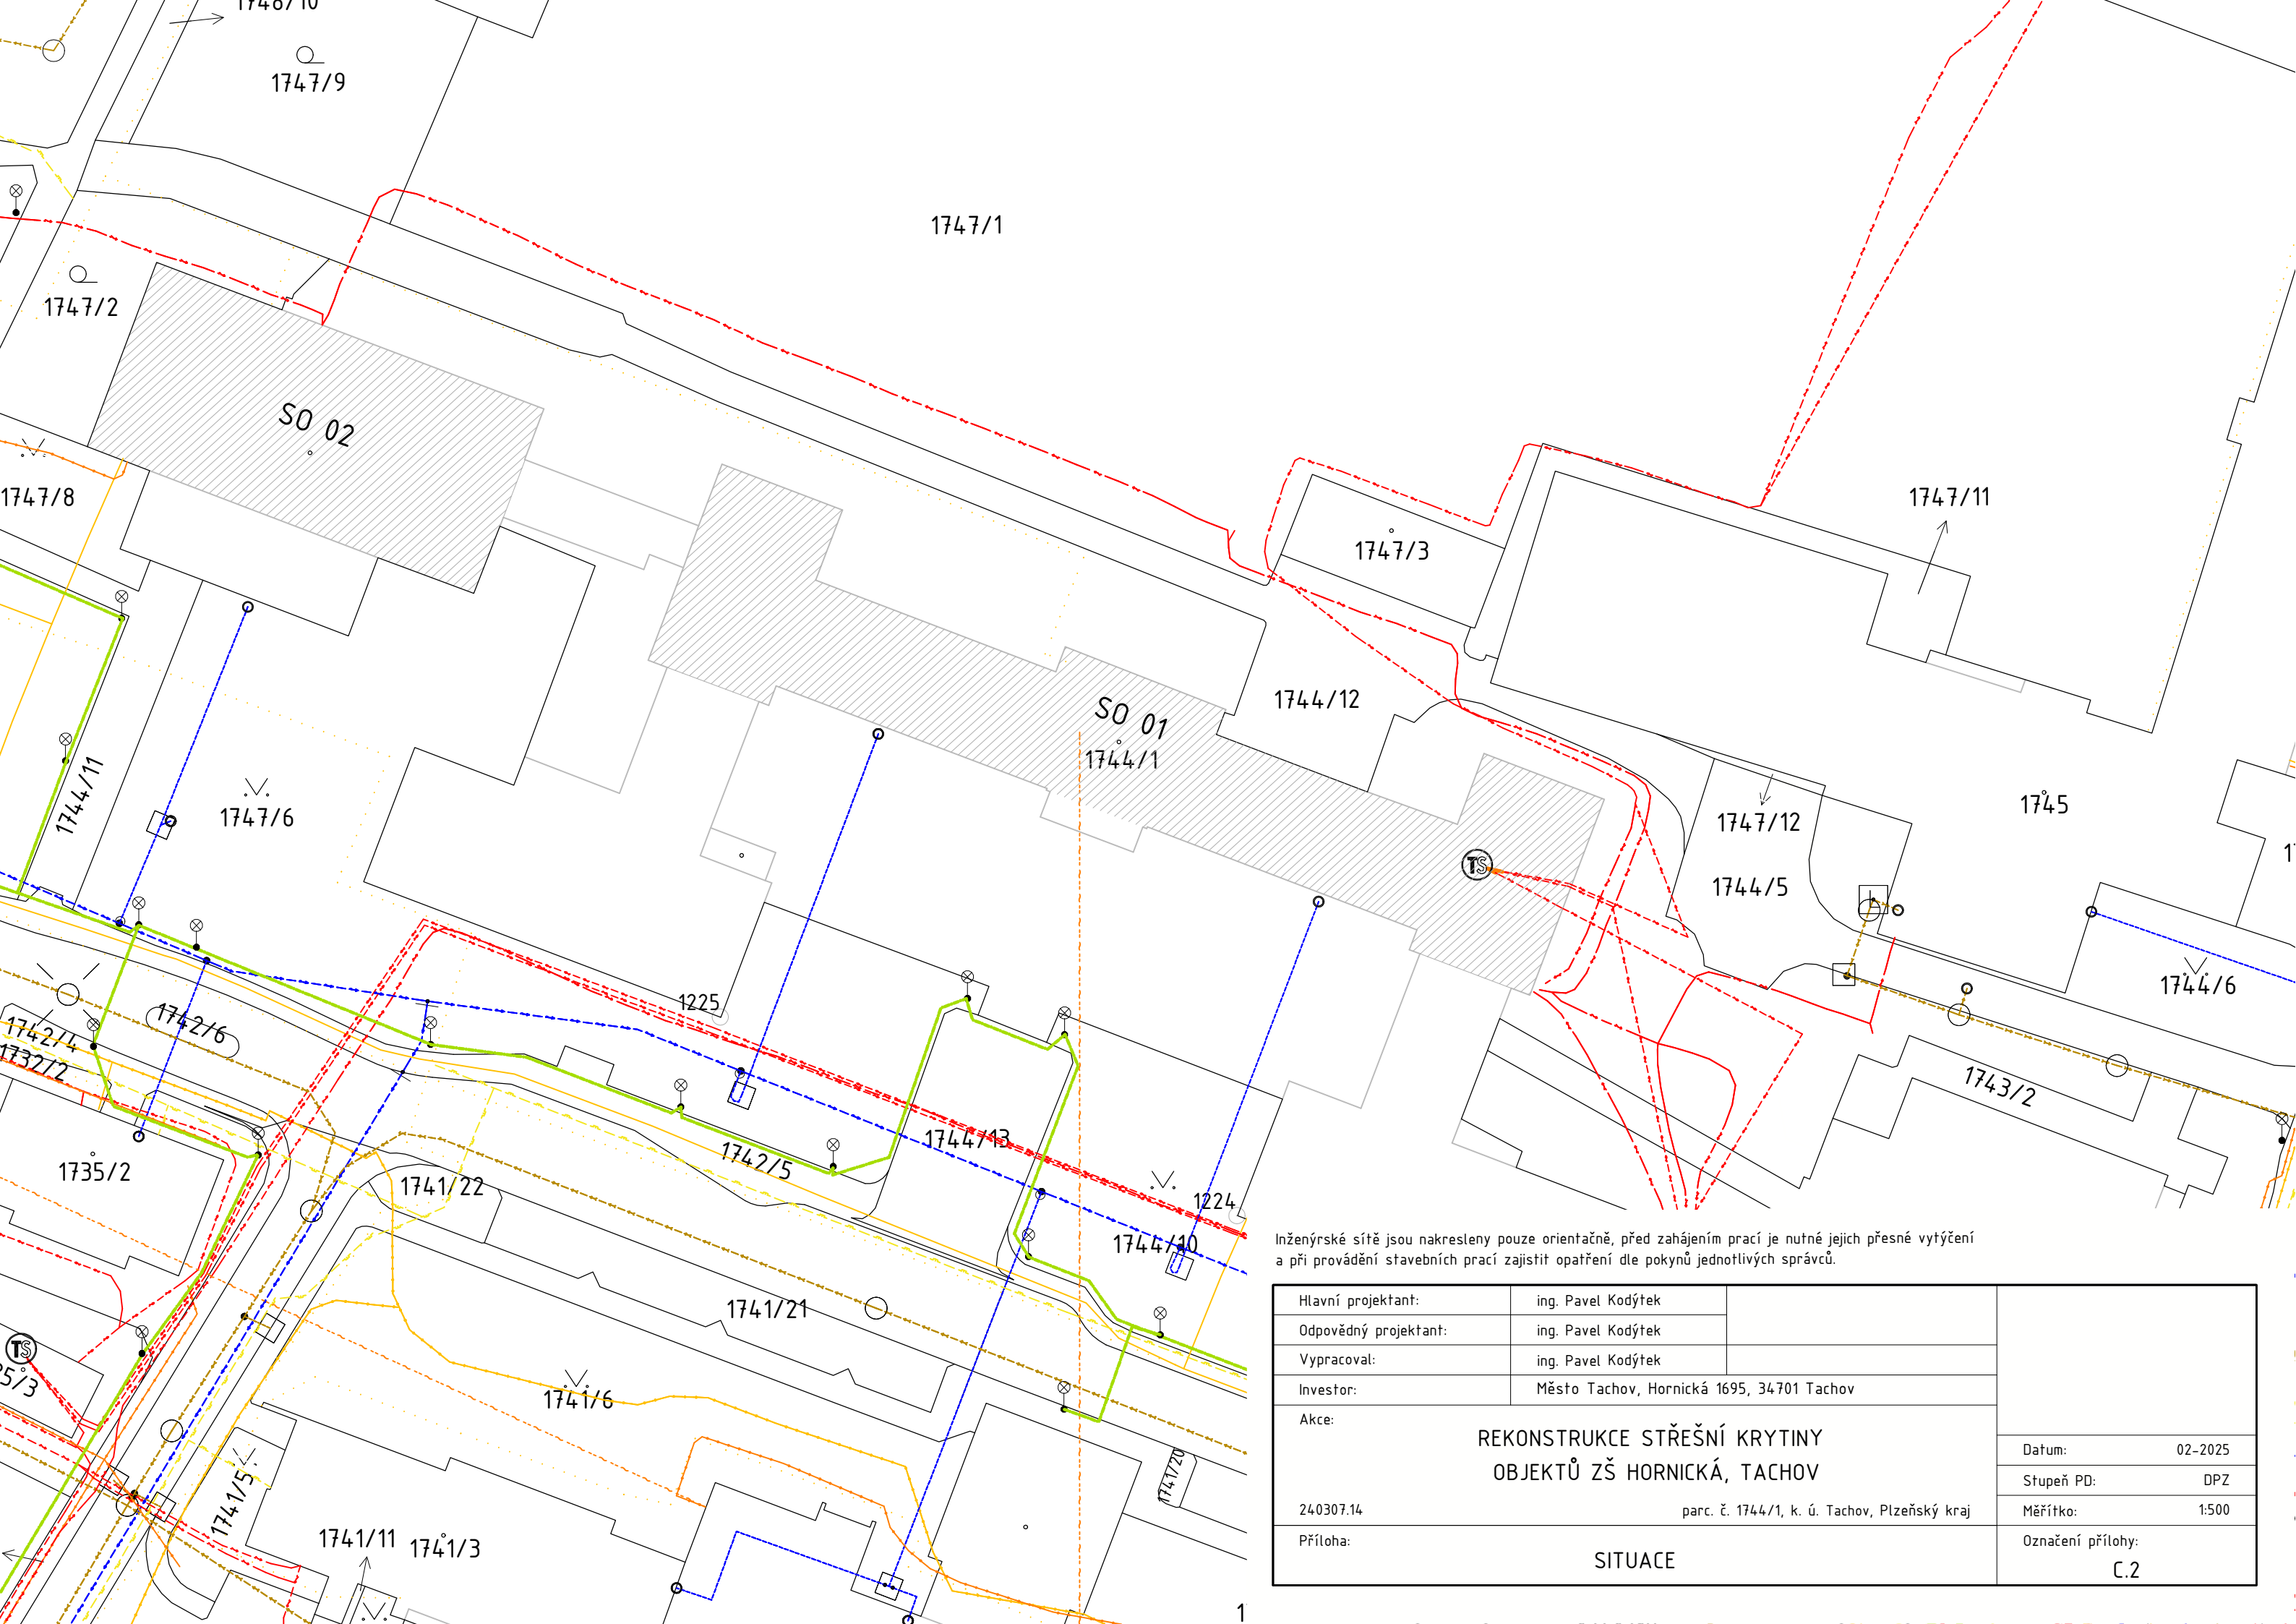 1747/9
1747/1
1747/2
SO 02
1747/8
1747/11
1747/3
1744/12
SO 01
1744/1
1744/11
1747/6
1747/12
1745
1744/5
TS
1744/6
1225
1742/6
1742/4
1732/2
1743/2
1744/13
1742/5
1735/2
1741/22
1224
1744/10
1741/21
TS
1741/6
1741/20
1741/5
1741/11
1741/3
Inženýrské sítě jsou nakresleny pouze orientačně, před zahájením prací je nutné jejich přesné vytýčení
a při provádění stavebních prací zajistit opatření dle pokynů jednotlivých správců.
Hlavní projektant: ing. Pavel Kodýtek
Odpovědný projektant: ing. Pavel Kodýtek
Vypracoval: ing. Pavel Kodýtek
Investor: Město Tachov, Hornická 1695, 34701 Tachov
Akce:
REKONSTRUKCE STŘEŠNÍ KRYTINY
OBJEKTŮ ZŠ HORNICKÁ, TACHOV
240307.14 parc. č. 1744/1, k. ú. Tachov, Plzeňský kraj
Datum: 02-2025
Stupeň PD: DPZ
Měřítko: 1:500
Příloha:
SITUACE
Označení přílohy:
C.2